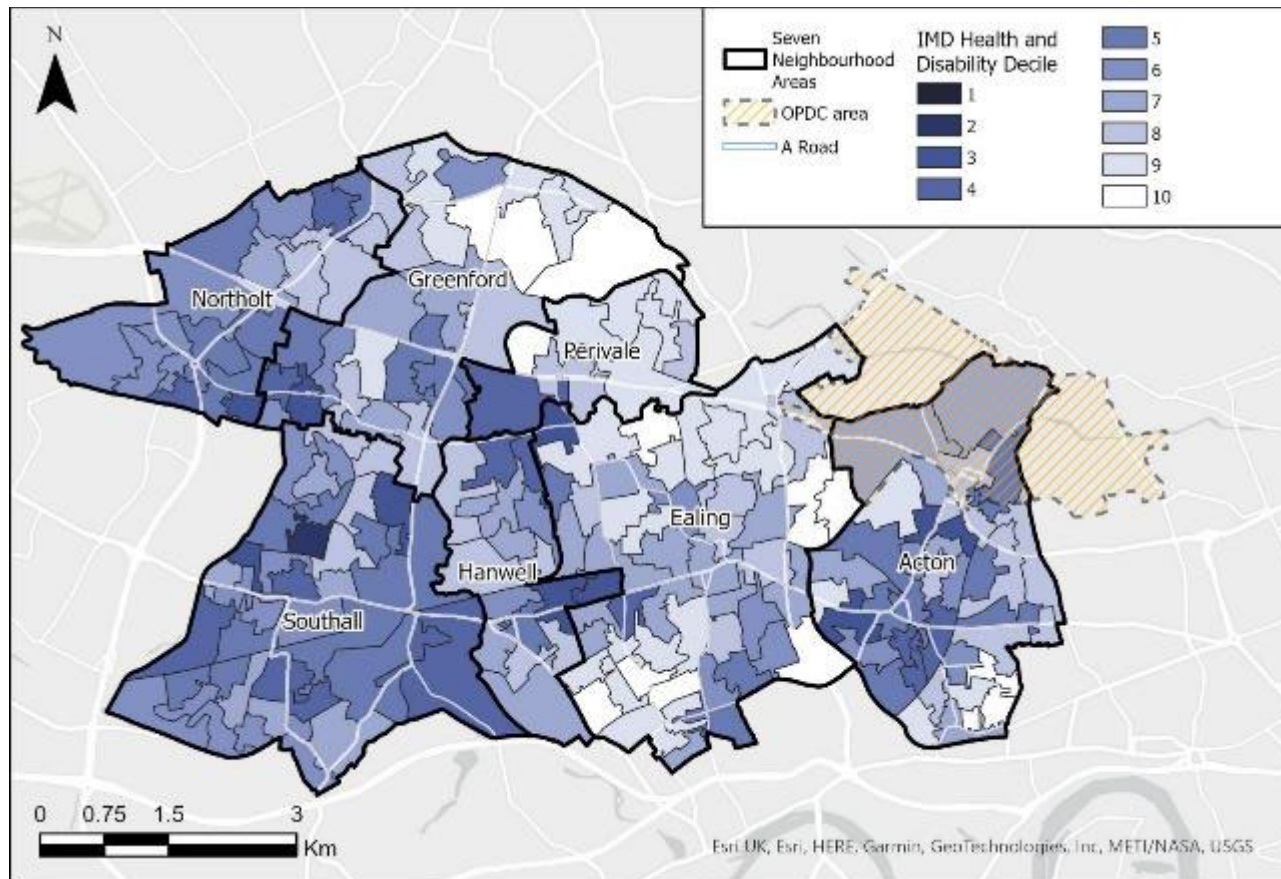 N
Seven
Neighbourhood
Areas
OPDC area
A Road
IMD Health and
Disability Decile
1
2
3
4
5
6
7
8
9
10
Northolt
Greenford
Perivale
Ealing
Hanwell
Acton
Southall
0 0.75 1.5 3
Km
Esri UK, Esri, HERE, Garmin, GeoTechnologies, Inc, METI/NASA, USGS